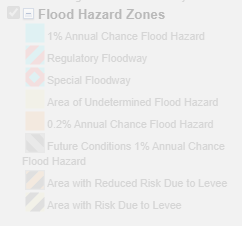 Flood Hazard Zones
1% Annual Chance Flood Hazard
Regulatory Floodway
Special Floodway
Area of Undetermined Flood Hazard
0.2% Annual Chance Flood Hazard
Future Conditions 1% Annual Chance
Flood Hazard
Area with Reduced Risk Due to Levee
Area with Risk Due to Levee